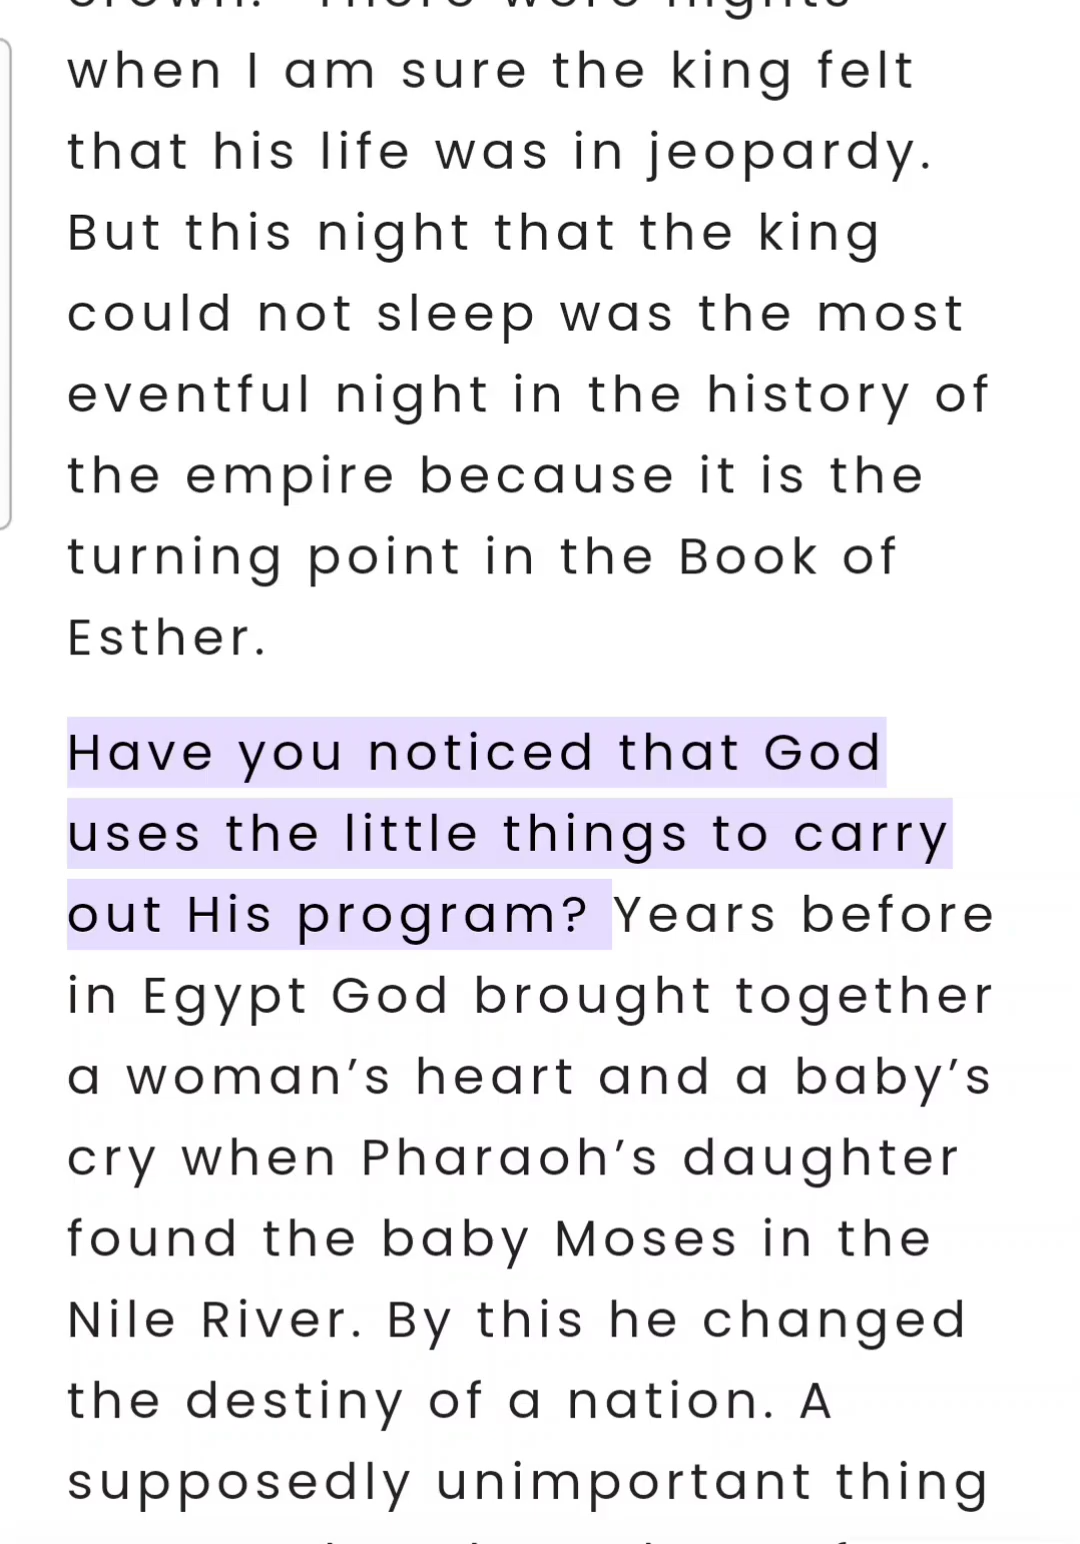 when I am sure the king felt
that his life was in jeopardy.
But this night that the king
could not sleep was the most
eventful night in the history of
the empire because it is the
turning point in the Book of
Esther.
Have you noticed that God
uses the little things to carry
out His program? Years before
in Egypt God brought together
a woman’s heart and a baby’s
cry when Pharaoh’s daughter
found the baby Moses in the
Nile River. By this he changed
the destiny of a nation. A
supposedly unimportant thing